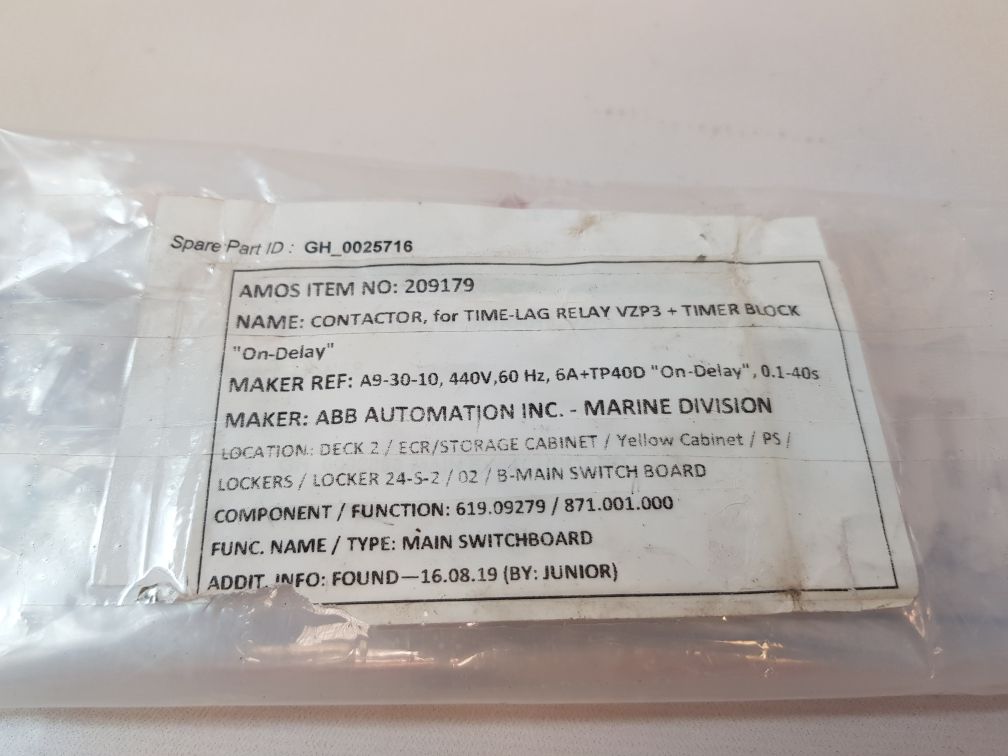 Spare Part ID : GH_0025716
AMOS ITEM NO: 209179
NAME: CONTACTOR, for TIME-LAG RELAY VZP3 + TIMER BLOCK
"On-Delay"
MAKER REF: A9-30-10, 440V,60 Hz, 6A+TP40D "On-Delay", 0.1-40s
MAKER: ABB AUTOMATION INC. - MARINE DIVISION
LOCATION: DECK 2 / ECR/STORAGE CABINET / Yellow Cabinet / PS /
LOCKERS / LOCKER 24-S-2 / 02 / B-MAIN SWITCH BOARD
COMPONENT / FUNCTION: 619.09279 / 871.001.000
FUNC. NAME / TYPE: MAIN SWITCHBOARD
ADDIT. INFO: FOUND—16.08.19 (BY: JUNIOR)